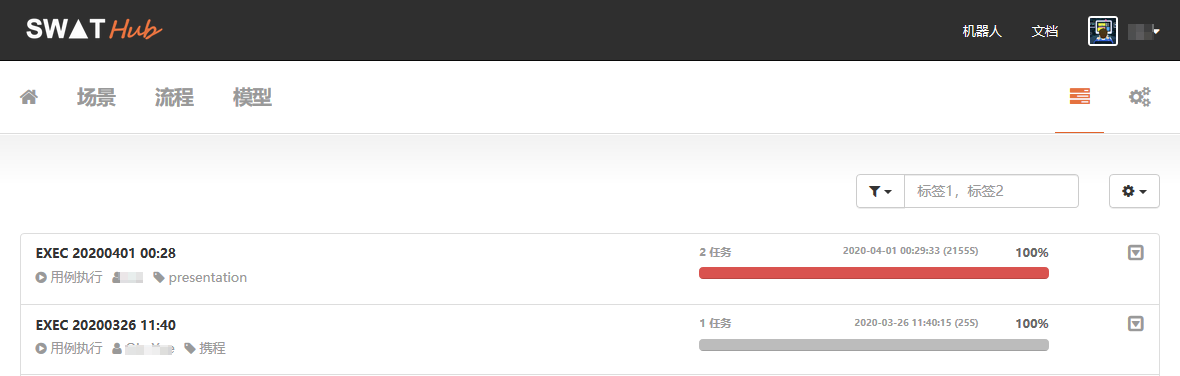 SWAT Hub
机器人 文档
场景 流程 模型
标签1，标签2
EXEC 20200401 00:28 2 任务 2020-04-01 00:29:33 (2155S) 100%
用例执行 presentation
EXEC 20200326 11:40 1 任务 2020-03-26 11:40:15 (25S) 100%
用例执行 携程